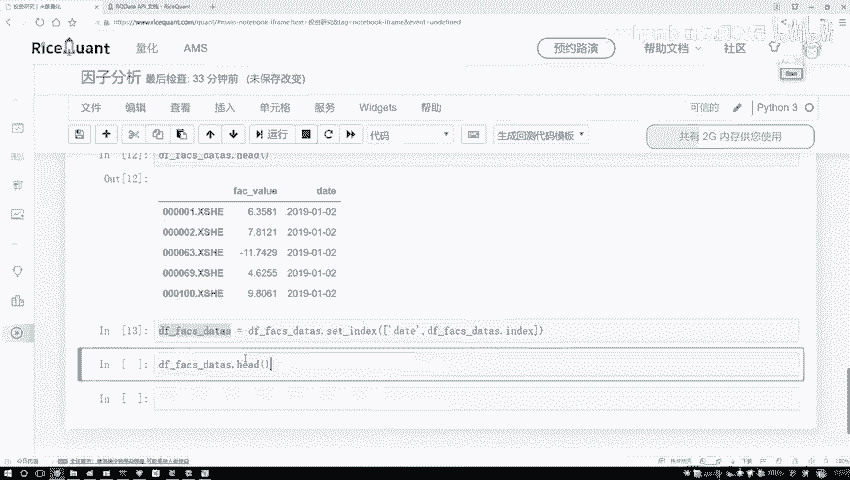 RQData API 文档 - RiceQuant
RiceQuant
量化
AMS
预约路演
帮助文档
社区
因子分析 最后检查: 33 分钟前 (未保存改变)
文件 编辑 查看 插入 单元格 服务 Widgets 帮助
可信的
Python 3
运行
代码
生成回测代码模板
共有 2G 内存供您使用
In [12]: df_facs_datas.head()
Out[12]:
fac_value date
000001.XSHE 6.3581 2019-01-02
000002.XSHE 7.8121 2019-01-02
000063.XSHE -11.7429 2019-01-02
000069.XSHE 4.6255 2019-01-02
000100.XSHE 9.8061 2019-01-02
In [13]: df_facs_datas = df_facs_datas.set_index(['date',df_facs_datas.index])
In [ ]: df_facs_datas.head()
In [ ]: